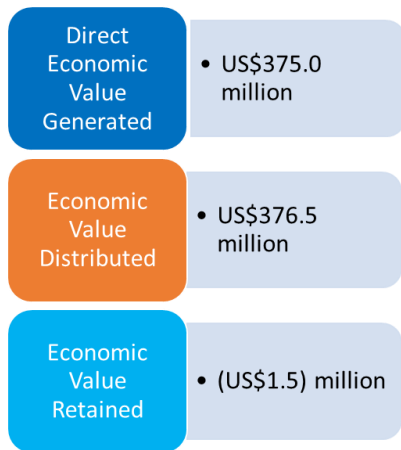 Direct
Economic
Value
Generated
• US$375.0
million
Economic
Value
Distributed
• US$376.5
million
Economic
Value
Retained
• (US$1.5) million